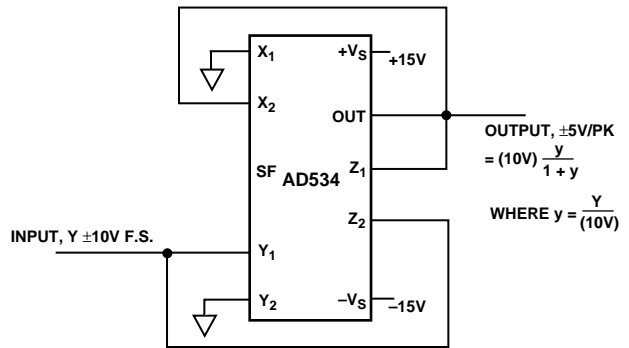 X1
+VS
+15V
X2
OUT
OUTPUT, ±5V/PK
= (10V) y
1 + y
SF
AD534
Z1
Z2
WHERE y = Y
(10V)
INPUT, Y ±10V F.S.
Y1
Y2
–VS
–15V